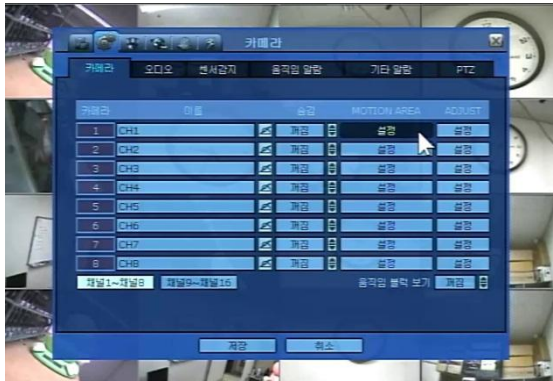 카메라
카메라 오디오 센서감지 움직임 알람 기타 알람 PTZ
카메라 이름 숨김 MOTION AREA ADJUST
1 CH1 꺼짐 설정 설정
2 CH2 꺼짐 설정 설정
3 CH3 꺼짐 설정 설정
4 CH4 꺼짐 설정 설정
5 CH5 꺼짐 설정 설정
6 CH6 꺼짐 설정 설정
7 CH7 꺼짐 설정 설정
8 CH8 꺼짐 설정 설정
채널1~채널8 채널9~채널16 움직임 블럭 보기 꺼짐
저장 취소